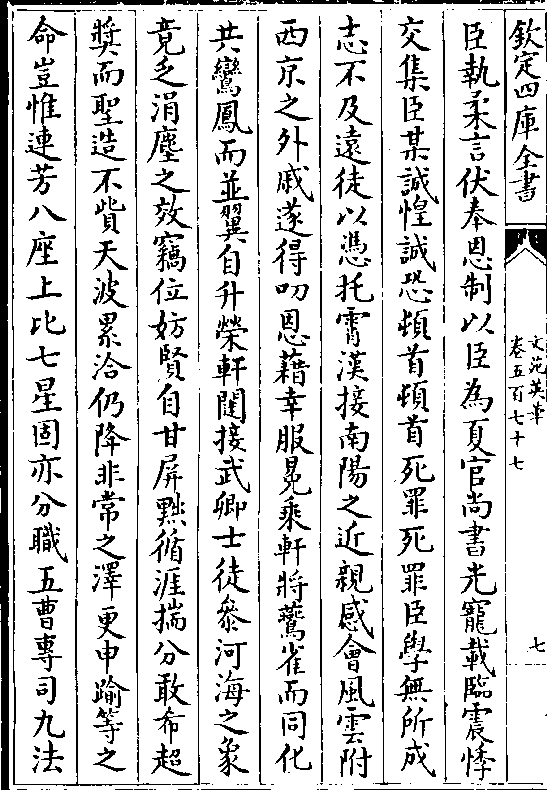 欽定四庫全書
文苑英華
卷五百七十七
七
臣執柔言伏奉恩制以臣為夏官尚書光寵載臨震悸
交集臣某誠惶誠恐頓首頓首死罪死罪臣學無所成
志不及遠徒以憑托霄漢接南陽之近親感會風雲附
西京之外戚遂得叨恩藉幸服冕乘軒將鷰雀而同化
共鸞鳳而並翼自升榮軒闥接武卿士徒叅河海之象
竟乏涓塵之效竊位妨賢自甘屏黜循涯揣分敢希超
奬而聖造不貲天波累洽仍降非常之澤更申踰等之
命豈惟連芳八座上比七星固亦分職五曹專司九法